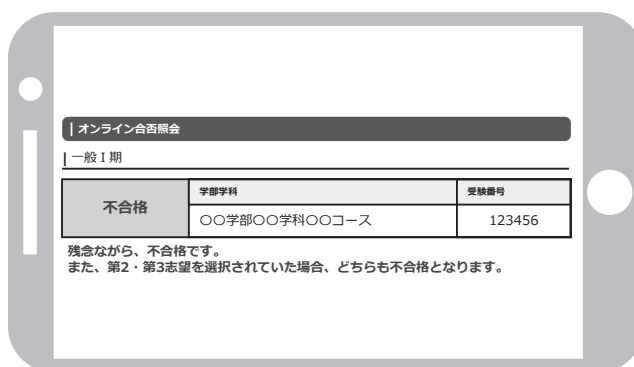 | オンライン合否照会
| 一般Ⅰ期
不合格
学部学科
受験番号
〇〇学部〇〇学科〇〇コース
123456
残念ながら、不合格です。
また、第2・第3志望を選択されていた場合、どちらも不合格となります。